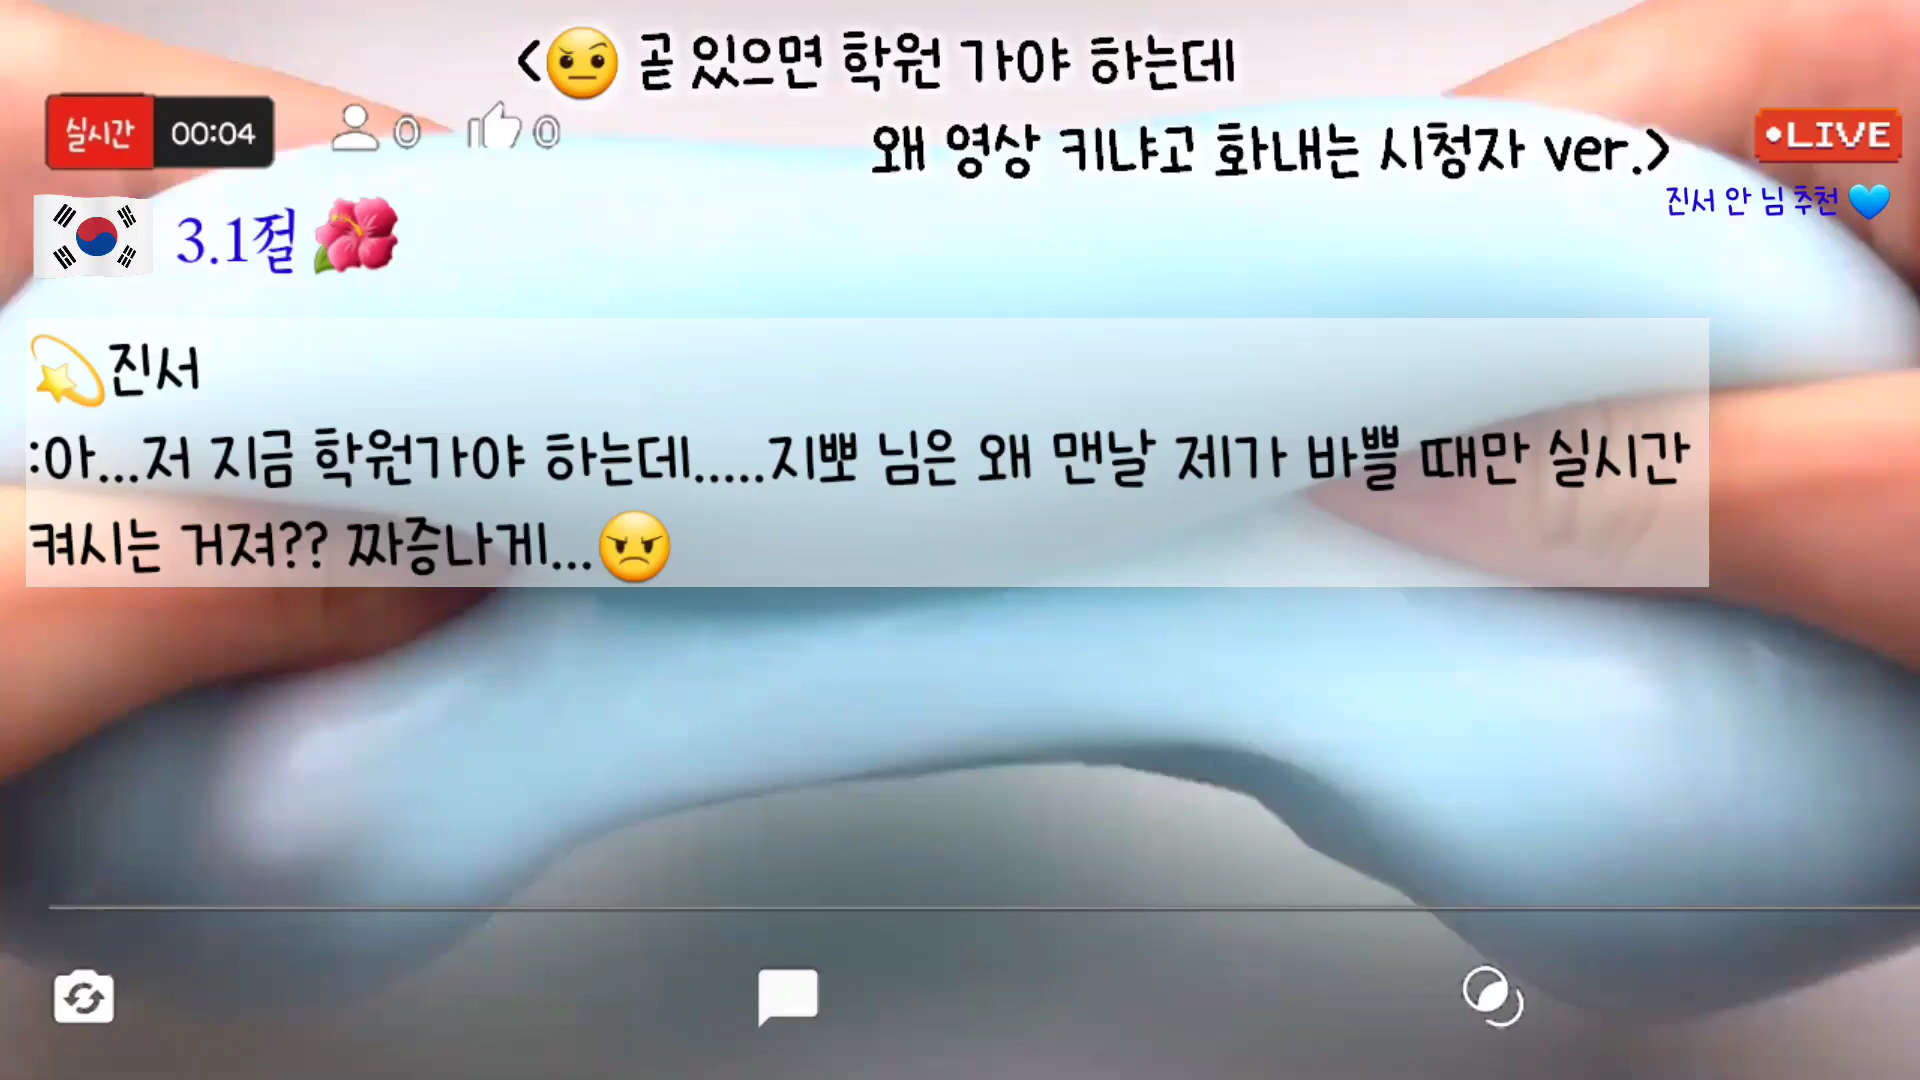 <🤨 곧 있으면 학원 가야 하는데
왜 영상 키냐고 화내는 시청자 ver.>
실시간 00:04 0 0
•LIVE
진서 안 님 추천 💙
3.1절 🌺
💫진서
:아...저 지금 학원가야 하는데.....지뽀 님은 왜 맨날 제가 바쁠 때만 실시간
켜시는 거져?? 짜증나게...😠